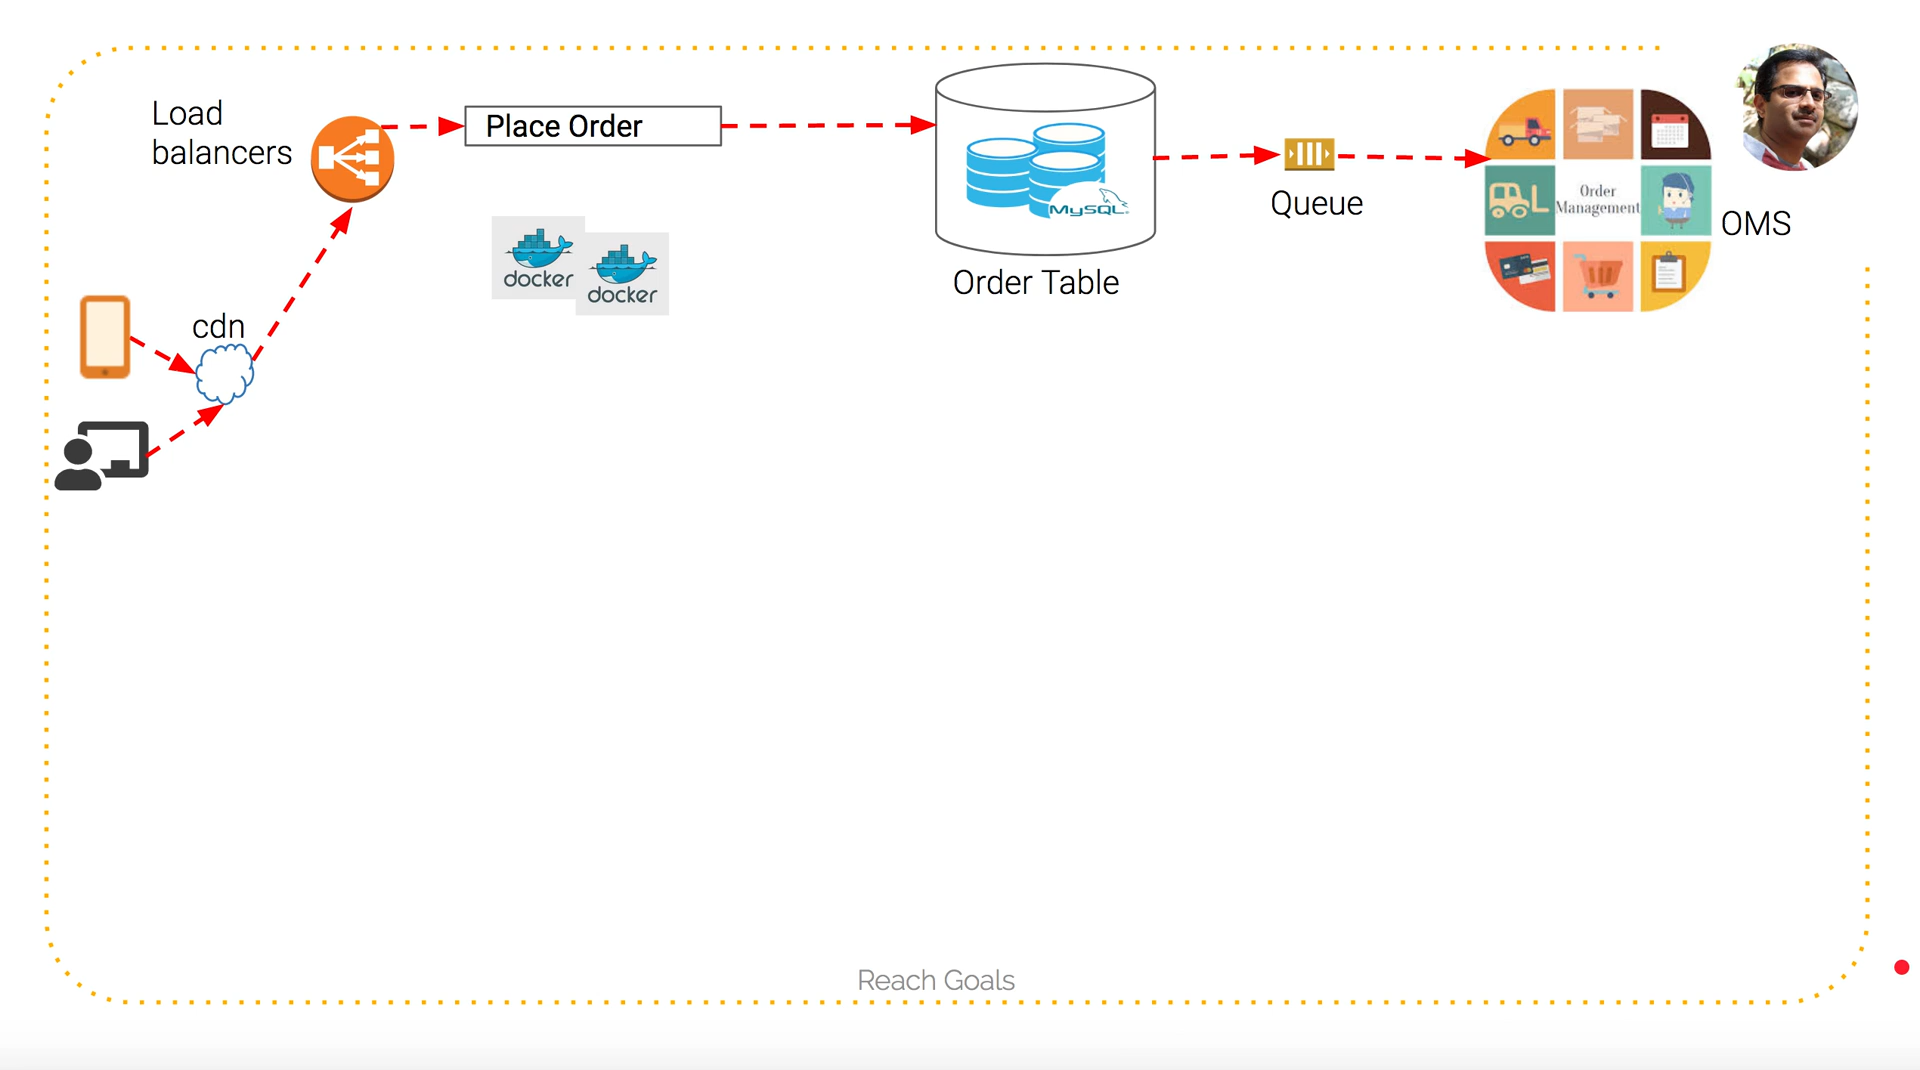 Load
balancers
Place Order
MySQL
Order
Management
OMS
Queue
docker
docker
Order Table
cdn
Reach Goals